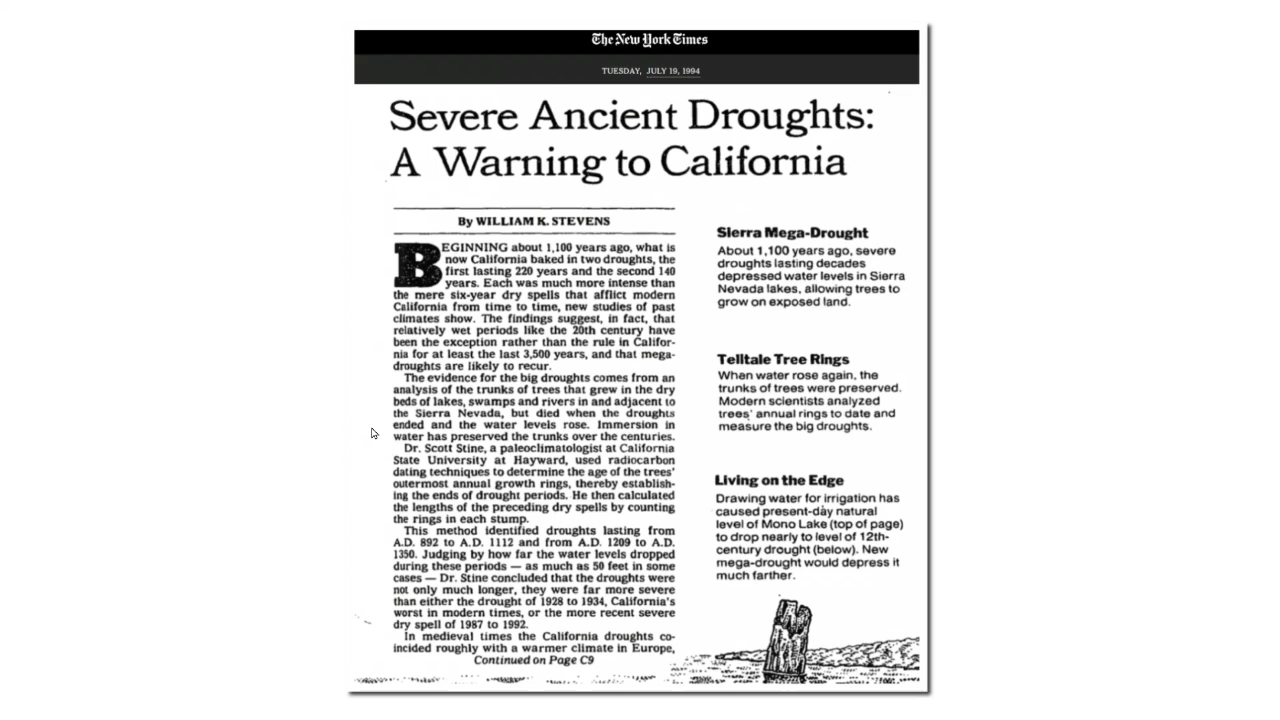 The New York Times
TUESDAY, JULY 19, 1994
Severe Ancient Droughts:
A Warning to California
By WILLIAM K. STEVENS
BEGINNING about 1,100 years ago, what is
now California baked in two droughts, the
first lasting 220 years and the second 140
years. Each was much more intense than
the mere six-year dry spells that afflict modern
California from time to time, new studies of past
climates show. The findings suggest, in fact, that
relatively wet periods like the 20th century have
been the exception rather than the rule in Califor-
nia for at least the last 3,500 years, and that mega-
droughts are likely to recur.
The evidence for the big droughts comes from an
analysis of the trunks of trees that grew in the dry
beds of lakes, swamps and rivers in and adjacent to
the Sierra Nevada, but died when the droughts
ended and the water levels rose. Immersion in
water has preserved the trunks over the centuries.
Dr. Scott Stine, a paleoclimatologist at California
State University at Hayward, used radiocarbon
dating techniques to determine the age of the trees'
outermost annual growth rings, thereby establish-
ing the ends of drought periods. He then calculated
the lengths of the preceding dry spells by counting
the rings in each stump.
This method identified droughts lasting from
A.D. 892 to A.D. 1112 and from A.D. 1209 to A.D.
1350. Judging by how far the water levels dropped
during these periods — as much as 50 feet in some
cases — Dr. Stine concluded that the droughts were
not only much longer, they were far more severe
than either the drought of 1928 to 1934, California's
worst in modern times, or the more recent severe
dry spell of 1987 to 1992.
In medieval times the California droughts co-
incided roughly with a warmer climate in Europe,
Continued on Page C9
Sierra Mega-Drought
About 1,100 years ago, severe
droughts lasting decades
depressed water levels in Sierra
Nevada lakes, allowing trees to
grow on exposed land.
Telltale Tree Rings
When water rose again, the
trunks of trees were preserved.
Modern scientists analyzed
trees' annual rings to date and
measure the big droughts.
Living on the Edge
Drawing water for irrigation has
caused present-day natural
level of Mono Lake (top of page)
to drop nearly to level of 12th-
century drought (below). New
mega-drought would depress it
much farther.